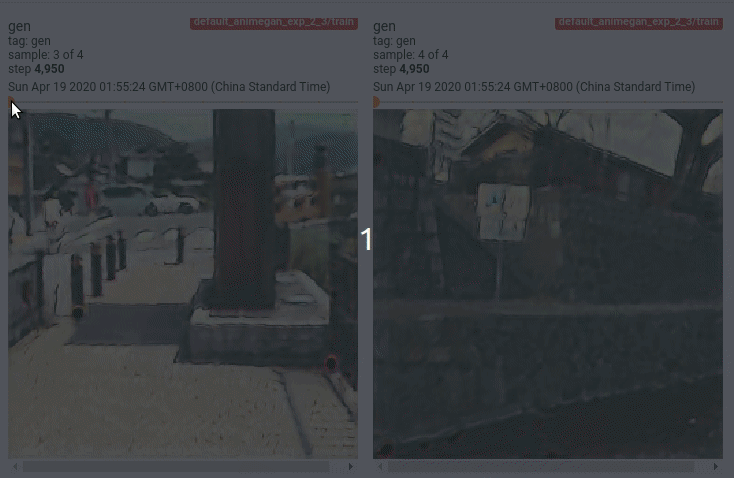 gen
default_animegan_exp_2_3/train
tag: gen
sample: 3 of 4
step 4,950
Sun Apr 19 2020 01:55:24 GMT+0800 (China Standard Time)
gen
default_animegan_exp_2_3/train
tag: gen
sample: 4 of 4
step 4,950
Sun Apr 19 2020 01:55:24 GMT+0800 (China Standard Time)
1